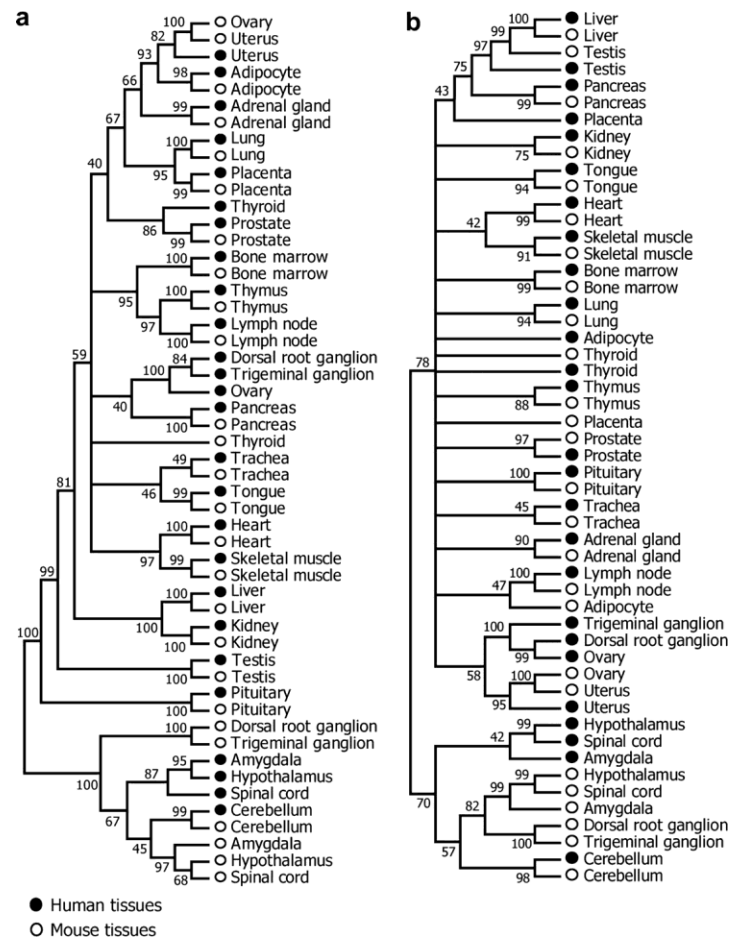 a
100
Ovary
82
Uterus
93
Uterus
98
Adipocyte
66
Adipocyte
99
Adrenal gland
67
Adrenal gland
100
Lung
Lung
40
95
Placenta
99
Placenta
Thyroid
86
Prostate
99
Prostate
100
Bone marrow
Bone marrow
95
100
Thymus
Thymus
97
Lymph node
100
Lymph node
59
84
Dorsal root ganglion
100
Trigeminal ganglion
Ovary
40
Pancreas
100
Pancreas
Thyroid
49
Trachea
Trachea
81
46
99
Tongue
Tongue
100
Heart
Heart
97
99
Skeletal muscle
Skeletal muscle
99
100
Liver
Liver
100
Kidney
100
Kidney
100
Testis
100
Testis
Pituitary
100
Pituitary
100
Dorsal root ganglion
Trigeminal ganglion
100
95
Amygdala
87
Hypothalamus
Spinal cord
67
99
Cerebellum
Cerebellum
45
Amygdala
97
Hypothalamus
68
Spinal cord
Human tissues
Mouse tissues
b
100
Liver
99
Liver
97
Testis
75
Testis
Pancreas
43
99
Pancreas
Placenta
Kidney
75
Kidney
Tongue
94
Tongue
Heart
42
99
Heart
Skeletal muscle
91
Skeletal muscle
Bone marrow
99
Bone marrow
Lung
94
Lung
Adipocyte
78
Thyroid
Thyroid
Thymus
88
Thymus
Placenta
97
Prostate
Prostate
100
Pituitary
Pituitary
45
Trachea
Trachea
90
Adrenal gland
Adrenal gland
100
Lymph node
47
Lymph node
Adipocyte
100
Trigeminal ganglion
Dorsal root ganglion
99
Ovary
58
100
Ovary
Uterus
95
Uterus
99
Hypothalamus
42
Spinal cord
Amygdala
70
99
Hypothalamus
99
Spinal cord
82
Amygdala
Dorsal root ganglion
100
Trigeminal ganglion
57
Cerebellum
98
Cerebellum